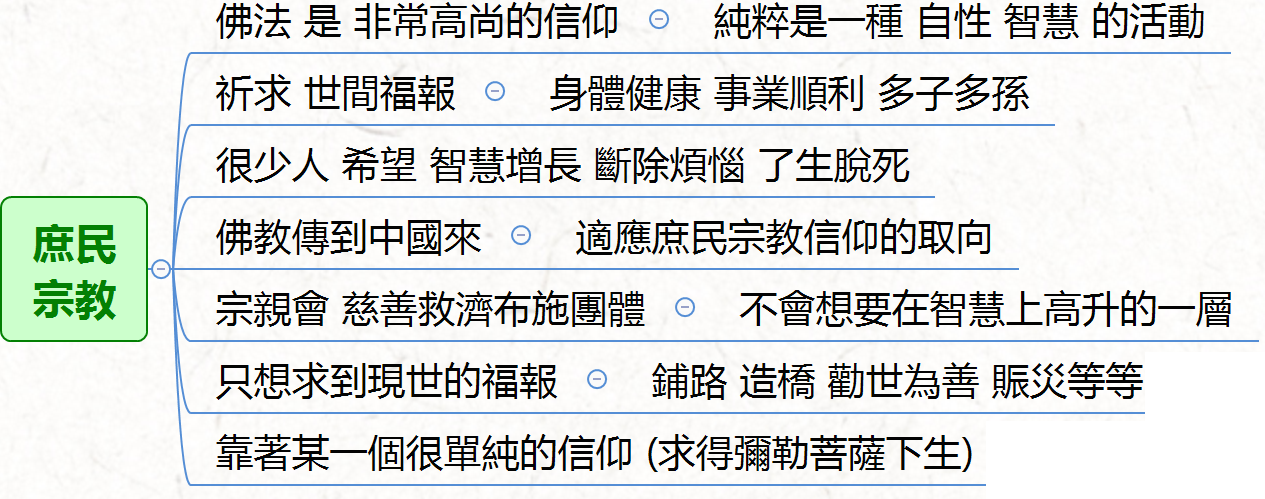 佛法 是 非常高尚的信仰 純粹是一種 自性 智慧 的活動
祈求 世間福報 身體健康 事業順利 多子多孫
很少人 希望 智慧增長 斷除煩惱 了生脫死
庶民
宗教
佛教傳到中國來 適應庶民宗教信仰的取向
宗親會 慈善救濟布施團體 不會想要在智慧上高升的一層
只想求到現世的福報 鋪路 造橋 勸世為善 賑災等等
靠著某一個很單純的信仰 (求得彌勒菩薩下生)